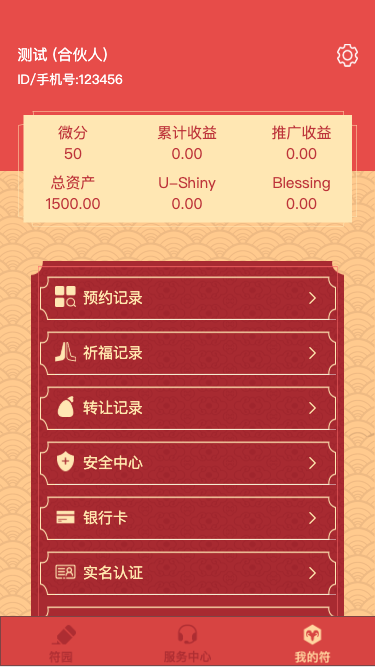 测试 (合伙人)
ID/手机号:123456
微分 累计收益 推广收益
50 0.00 0.00
总资产 U-Shiny Blessing
1500.00 0.00 0.00
预约记录
祈福记录
转让记录
安全中心
银行卡
实名认证
符园 服务中心 我的符